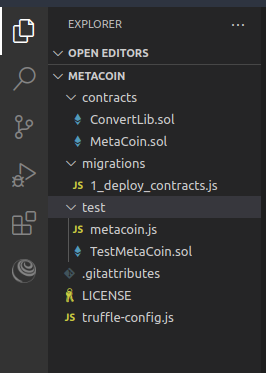 EXPLORER
OPEN EDITORS
METACOIN
contracts
ConvertLib.sol
MetaCoin.sol
migrations
JS 1_deploy_contracts.js
test
JS metacoin.js
TestMetaCoin.sol
.gitattributes
LICENSE
JS truffle-config.js